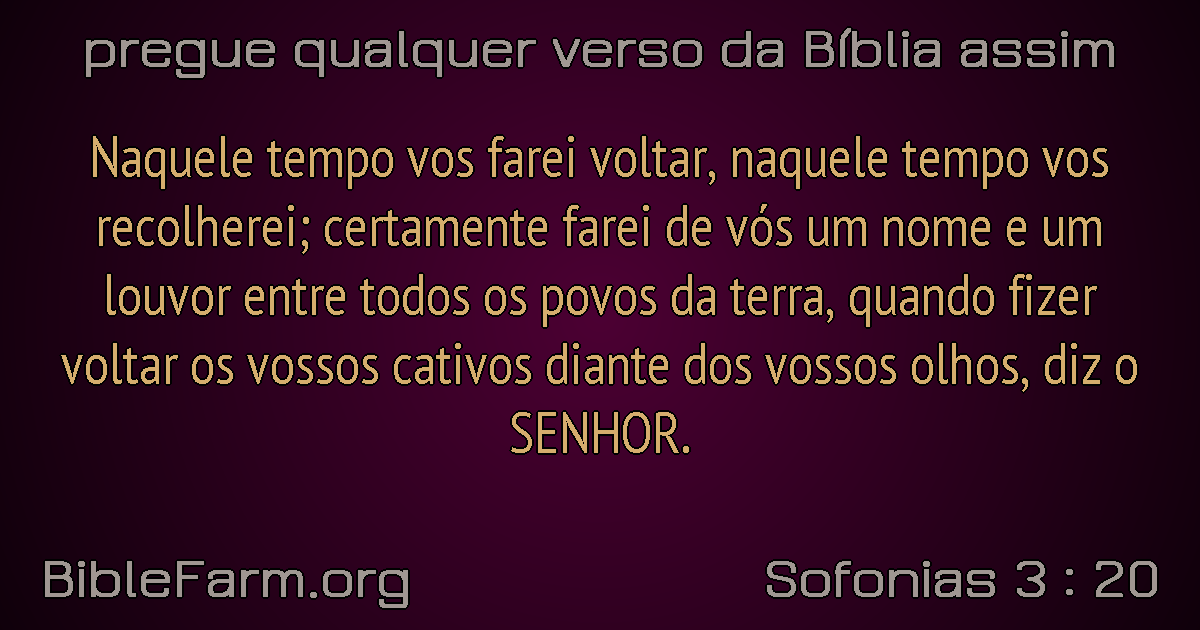 pregue qualquer verso da Bíblia assim
Naquele tempo vos farei voltar, naquele tempo vos
recolherei; certamente farei de vós um nome e um
louvor entre todos os povos da terra, quando fizer
voltar os vossos cativos diante dos vossos olhos, diz o
SENHOR.
BibleFarm.org
Sofonias 3 : 20